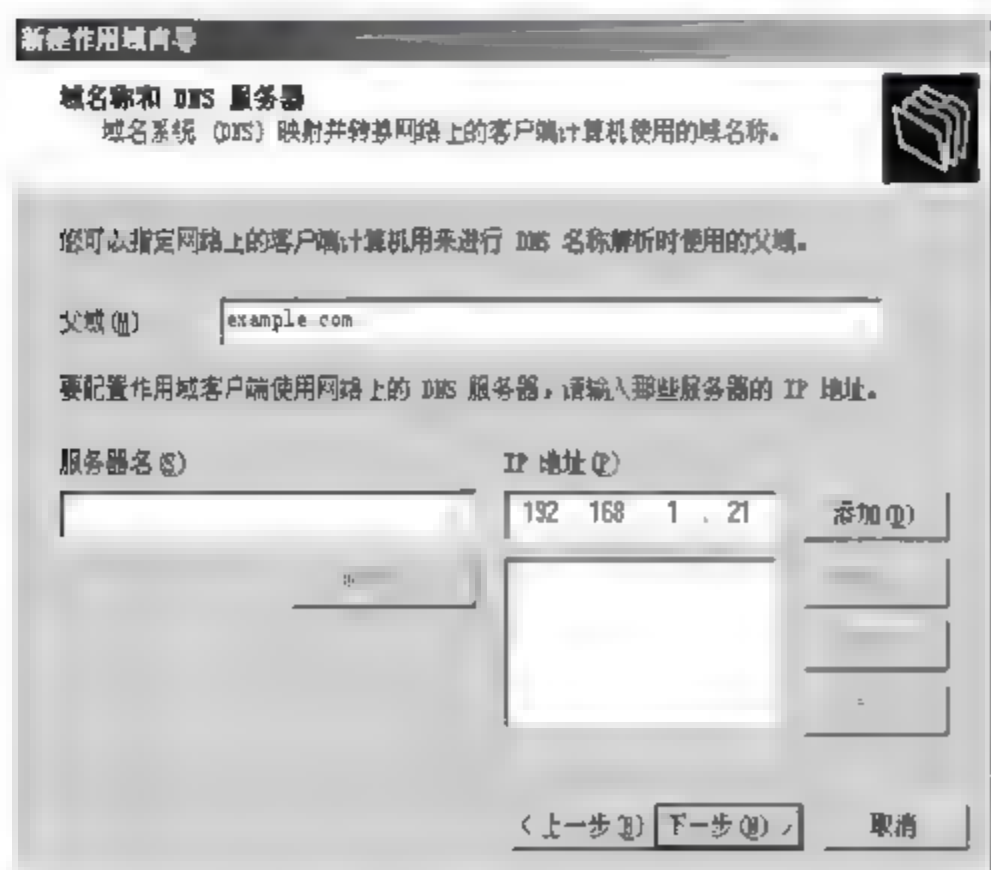 新建作用域向导
域名称和 DNS 服务器
域名系统 (DNS) 映射并转换网络上的客户端计算机使用的域名称。
您可以指定网络上的客户端计算机用来进行 DNS 名称解析时使用的父域。
父域(M)
example com
要配置作用域客户端使用网络上的 DNS 服务器，请输入那些服务器的 IP 地址。
服务器名(S)
IP 地址(P)
192 168 1 . 21
添加(D)
< 上一步(B)
下一步(N) >
取消